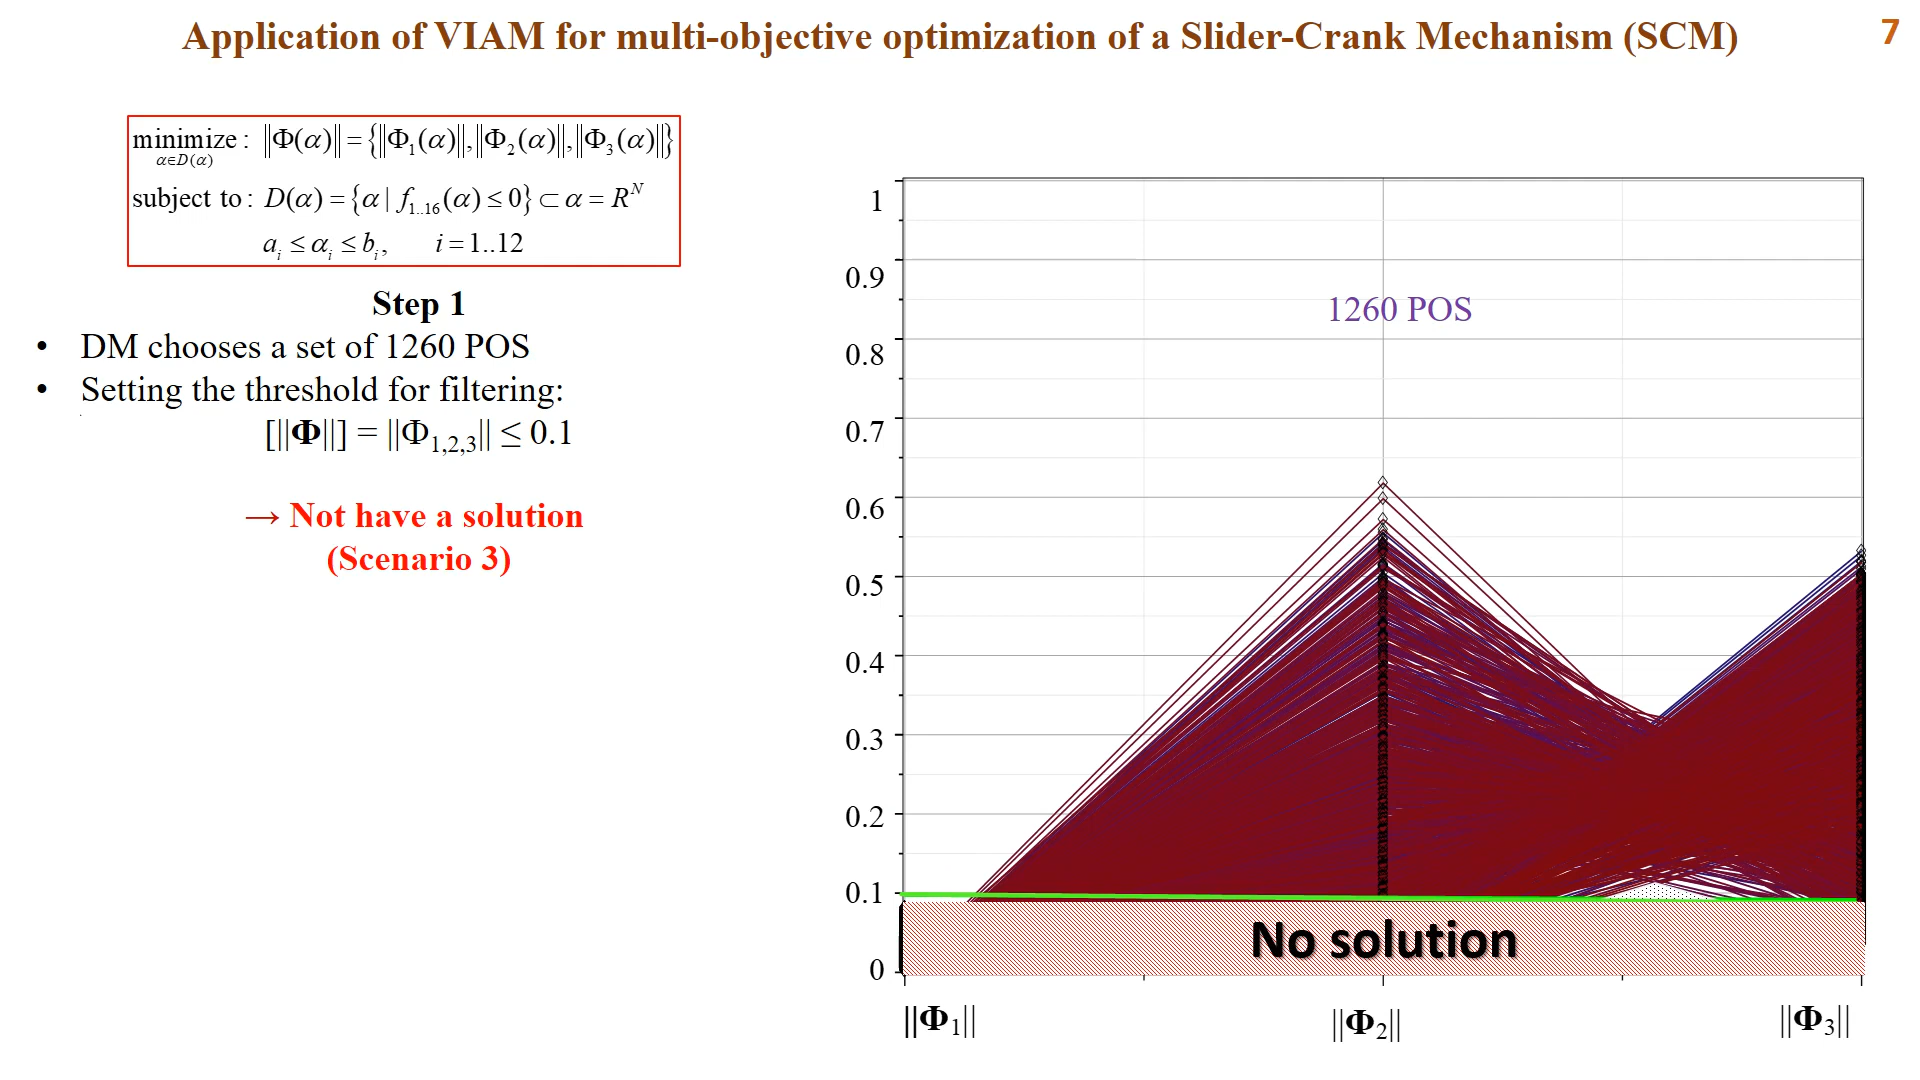 Application of VIAM for multi-objective optimization of a Slider-Crank Mechanism (SCM)
7
minimize : ||Φ(α)|| = {||Φ₁(α)||, ||Φ₂(α)||, ||Φ₃(α)||}
α∈D(α)
subject to : D(α) = {α | f₁..₁₆(α) ≤ 0} ⊂ α = Rᴺ
aᵢ ≤ αᵢ ≤ bᵢ, i = 1..12
Step 1
• DM chooses a set of 1260 POS
• Setting the threshold for filtering:
[||Φ||] = ||Φ₁,₂,₃|| ≤ 0.1
→ Not have a solution
(Scenario 3)
1260 POS
1
0.9
0.8
0.7
0.6
0.5
0.4
0.3
0.2
0.1
0
No solution
||Φ₁||
||Φ₂||
||Φ₃||